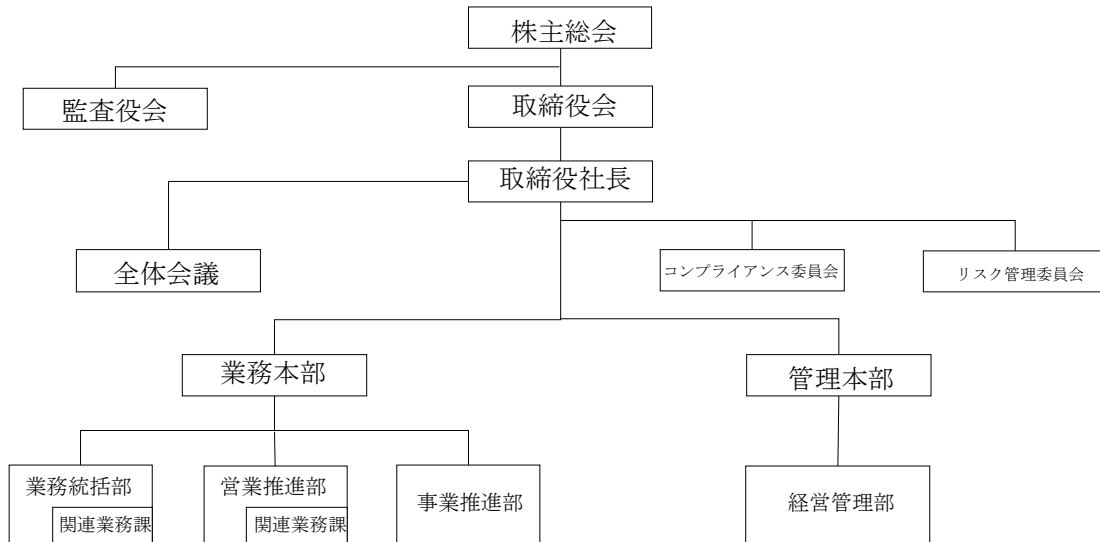 株主総会
監査役会
取締役会
取締役社長
全体会議
コンプライアンス委員会
リスク管理委員会
業務本部
管理本部
業務統括部
関連業務課
営業推進部
関連業務課
事業推進部
経営管理部